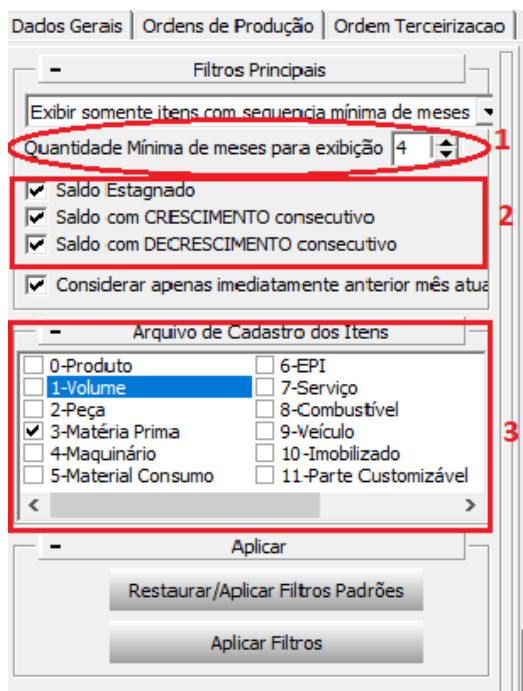 Dados Gerais Ordens de Produção Ordem Terceirizacao
- Filtros Principais
Exibir somente itens com sequencia mínima de meses
Quantidade Mínima de meses para exibição 4 1
Saldo Estagnado
Saldo com CRESCIMENTO consecutivo 2
Saldo com DECRESCIMENTO consecutivo
Considerar apenas imediatamente anterior mês atua
- Arquivo de Cadastro dos Itens
0-Produto 6-EPI
1-Volume 7-Serviço
2-Peça 8-Combustível
3-Matéria Prima 9-Veículo 3
4-Maquinário 10-Imobilizado
5-Material Consumo 11-Parte Customizável
- Aplicar
Restaurar/Aplicar Filtros Padrões
Aplicar Filtros